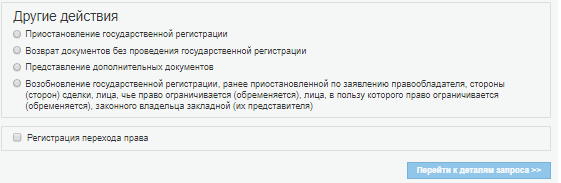 Другие действия
Приостановление государственной регистрации
Возврат документов без проведения государственной регистрации
Представление дополнительных документов
Возобновление государственной регистрации, ранее приостановленной по заявлению правообладателя, стороны
(сторон) сделки, лица, чье право ограничивается (обременяется), лица, в пользу которого право ограничивается
(обременяется), законного владельца закладной (их представителя)
Регистрация перехода права
Перейти к деталям запроса >>